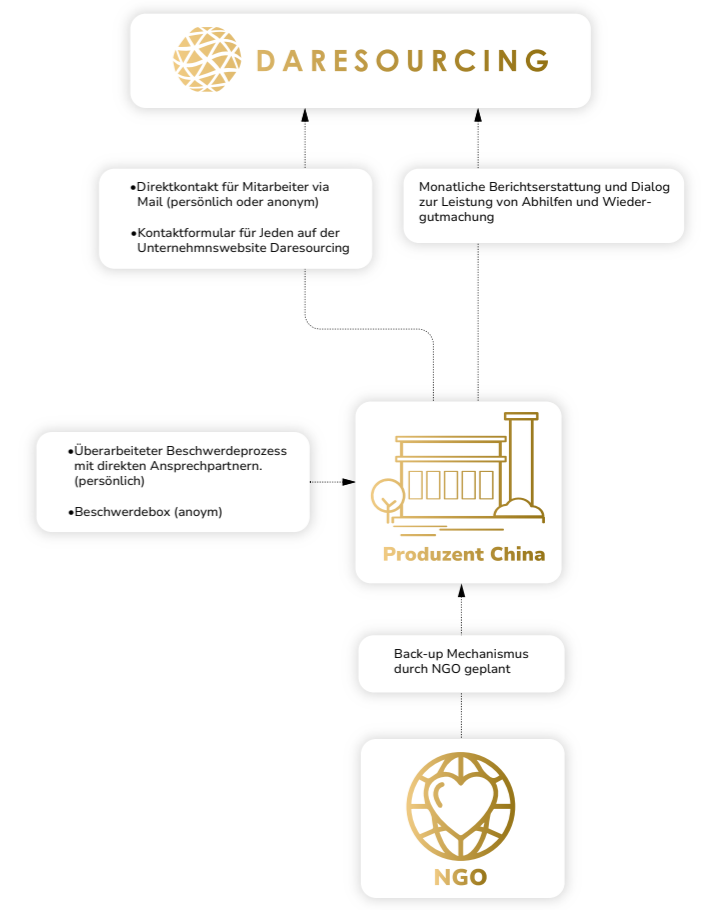 DARESOURCING
•Direktkontakt für Mitarbeiter via
Mail (persönlich oder anonym)
•Kontaktformular für Jeden auf der
Unternehmnswebsite Daresourcing
Monatliche Berichtserstattung und Dialog
zur Leistung von Abhilfen und Wieder-
gutmachung
•Überarbeiteter Beschwerdeprozess
mit direkten Ansprechpartnern.
(persönlich)
•Beschwerdebox (anoym)
Produzent China
Back-up Mechanismus
durch NGO geplant
NGO